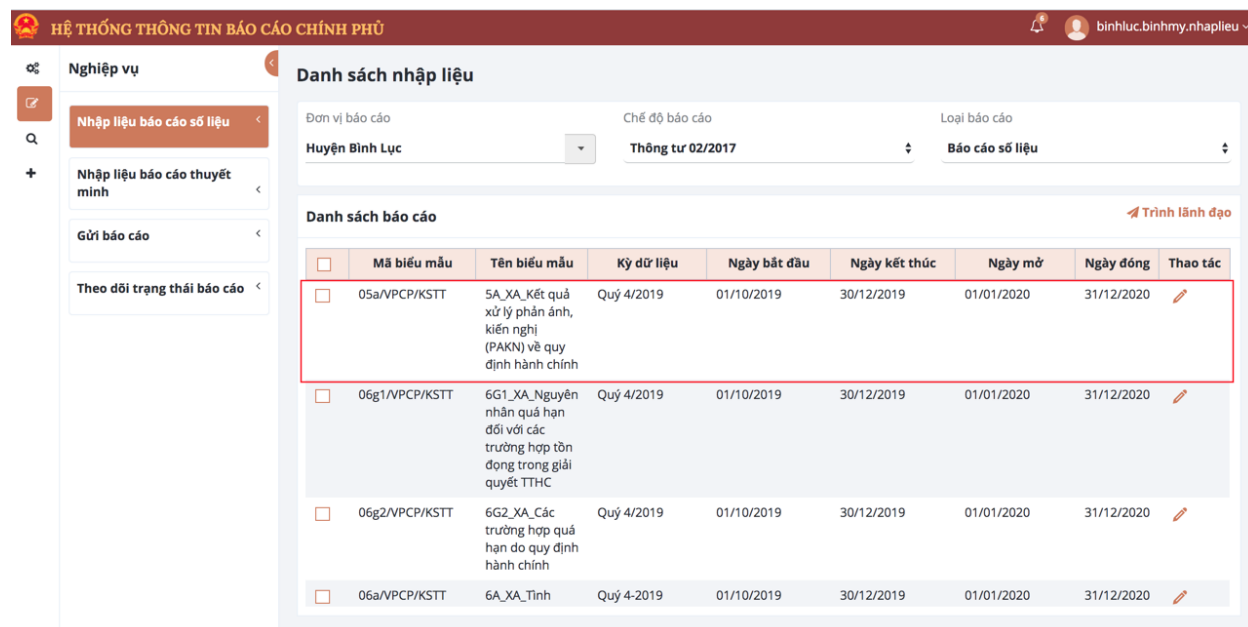 HỆ THỐNG THÔNG TIN BÁO CÁO CHÍNH PHỦ
6
binhluc.binhmy.nhaplieu
Nghiệp vụ
Nhập liệu báo cáo số liệu
Nhập liệu báo cáo thuyết
minh
Gửi báo cáo
Theo dõi trạng thái báo cáo
Danh sách nhập liệu
Đơn vị báo cáo Chế độ báo cáo Loại báo cáo
Huyện Bình Lục Thông tư 02/2017 Báo cáo số liệu
Danh sách báo cáo Trình lãnh đạo
Mã biểu mẫu Tên biểu mẫu Kỳ dữ liệu Ngày bắt đầu Ngày kết thúc Ngày mở Ngày đóng Thao tác
05a/VPCP/KSTT 5A_XA_Kết quả Quý 4/2019 01/10/2019 30/12/2019 01/01/2020 31/12/2020
xử lý phản ánh,
kiến nghị
(PAKN) về quy
định hành chính
06g1/VPCP/KSTT 6G1_XA_Nguyên Quý 4/2019 01/10/2019 30/12/2019 01/01/2020 31/12/2020
nhân quá hạn
đối với các
trường hợp tồn
đọng trong giải
quyết TTHC
06g2/VPCP/KSTT 6G2_XA_Các Quý 4/2019 01/10/2019 30/12/2019 01/01/2020 31/12/2020
trường hợp quá
hạn do quy định
hành chính
06a/VPCP/KSTT 6A_XA_Tình Quý 4-2019 01/10/2019 30/12/2019 01/01/2020 31/12/2020